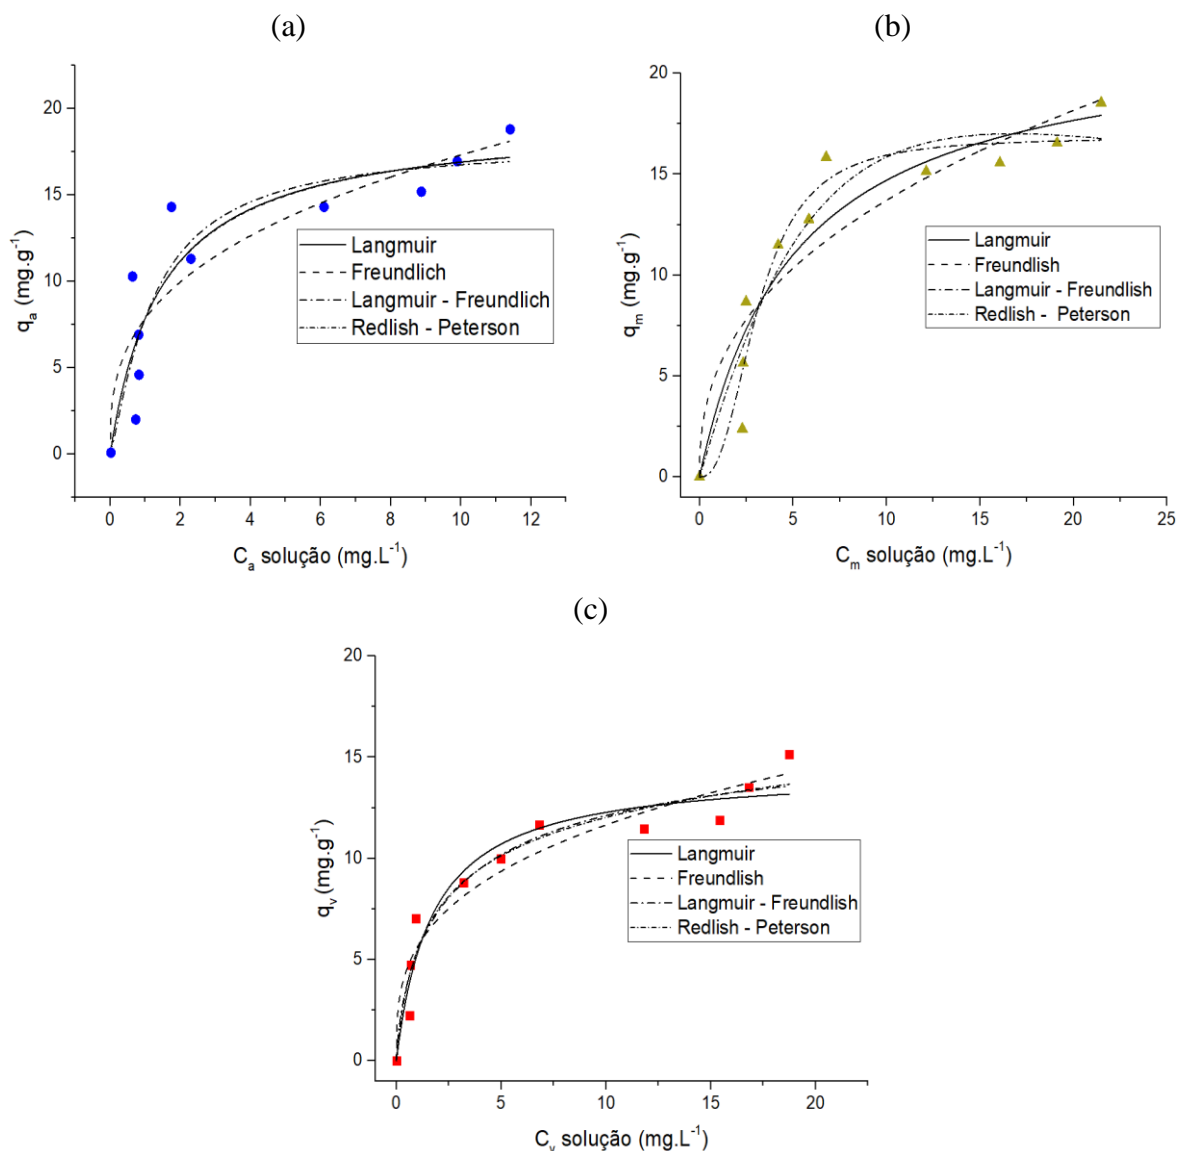 (a)
20
15
10
5
0
q_a (mg.g⁻¹)
Langmuir
Freundlich
Langmuir - Freundlich
Redlish - Peterson
0 2 4 6 8 10 12
C_a solução (mg.L⁻¹)
(b)
20
15
10
5
0
q_m (mg.g⁻¹)
Langmuir
Freundlish
Langmuir - Freundlish
Redlish - Peterson
0 5 10 15 20 25
C_m solução (mg.L⁻¹)
(c)
20
15
10
5
0
q_v (mg.g⁻¹)
Langmuir
Freundlish
Langmuir - Freundlish
Redlish - Peterson
0 5 10 15 20
C_v solução (mg.L⁻¹)